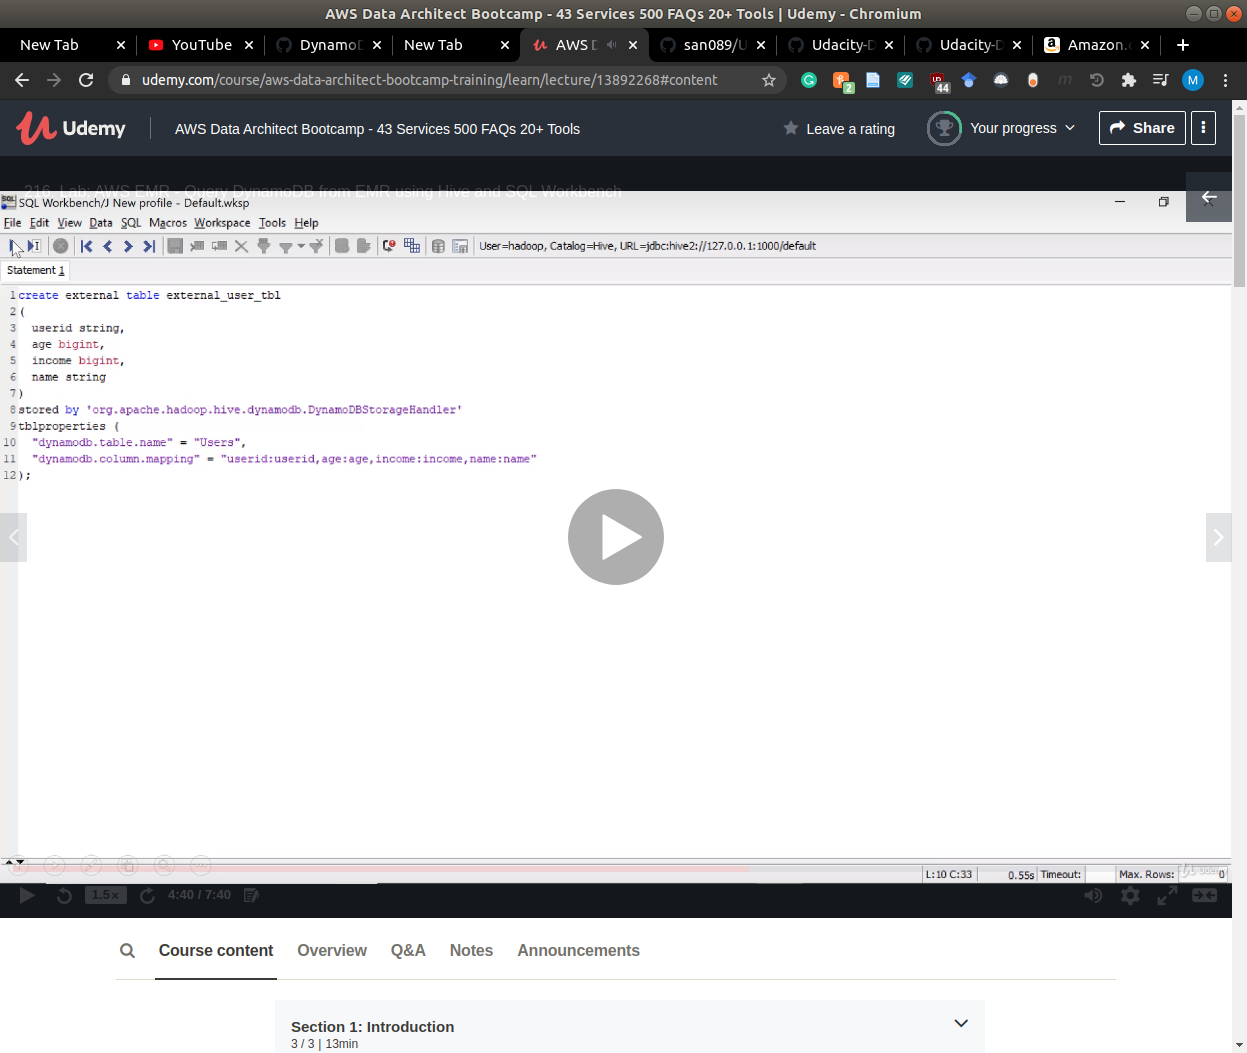 AWS Data Architect Bootcamp - 43 Services 500 FAQs 20+ Tools | Udemy - Chromium
New Tab
YouTube
Dynamo
New Tab
AWS
san089/
Udacity-
Udacity-
Amazon.
udemy.com/course/aws-data-architect-bootcamp-training/learn/lecture/13892268#content
2
44
M
Udemy
AWS Data Architect Bootcamp - 43 Services 500 FAQs 20+ Tools
Leave a rating
Your progress
Share
216. Lab: AWS EMR - Query DynamoDB from EMR using Hive and SQL Workbench
SQL Workbench/J New profile - Default.wksp
File Edit View Data SQL Macros Workspace Tools Help
User=hadoop, Catalog=Hive, URL=jdbc:hive2://127.0.0.1:1000/default
Statement 1
1 create external table external_user_tbl
2 (
3 userid string,
4 age bigint,
5 income bigint,
6 name string
7 )
8 stored by 'org.apache.hadoop.hive.dynamodb.DynamoDBStorageHandler'
9 tblproperties (
10 "dynamodb.table.name" = "Users",
11 "dynamodb.column.mapping" = "userid:userid,age:age,income:income,name:name"
12 );
L:10 C:33
0.55s
Timeout:
Max. Rows:
0
Udemy
1.5x
4:40 / 7:40
Course content
Overview
Q&A
Notes
Announcements
Section 1: Introduction
3 / 3 | 13min